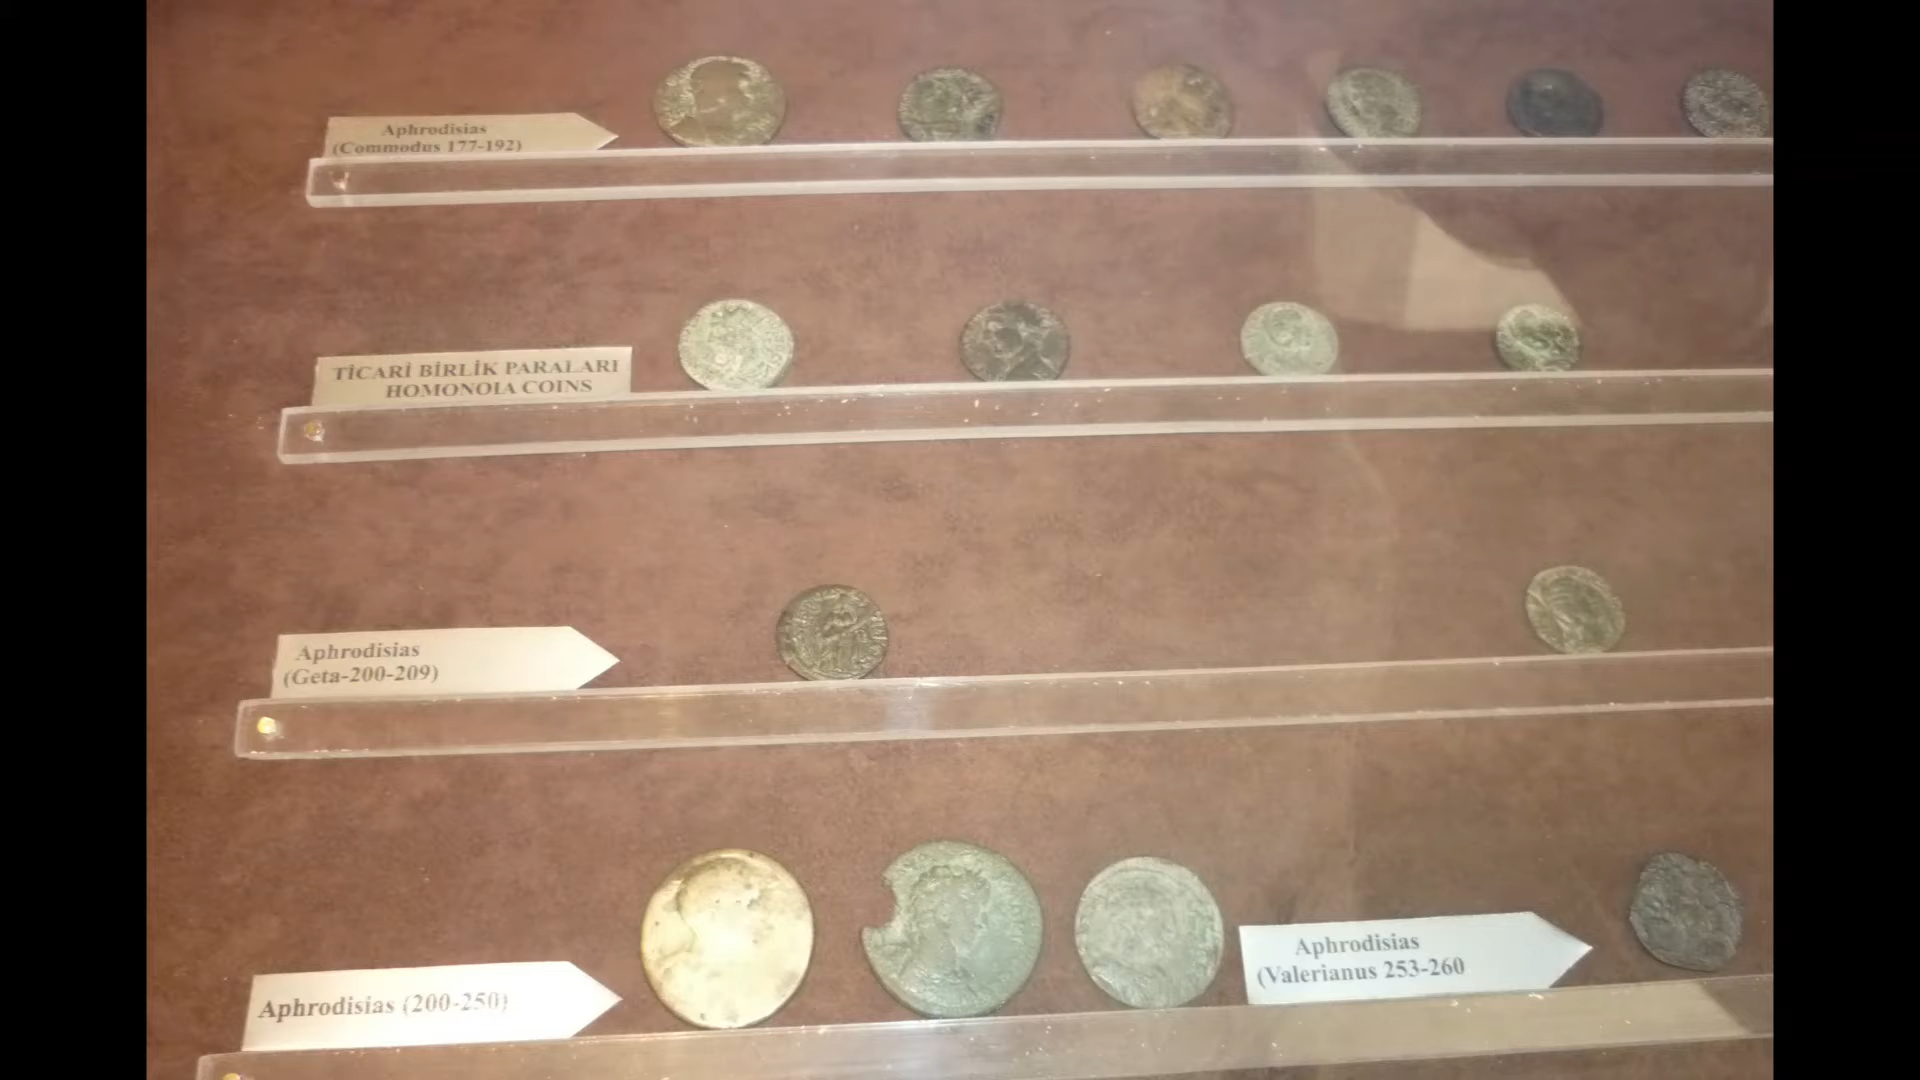 Aphrodisias
(Commodus 177-192)
TİCARİ BİRLİK PARALARI
HOMONOIA COINS
Aphrodisias
(Geta-200-209)
Aphrodisias (200-250)
Aphrodisias
(Valerianus 253-260